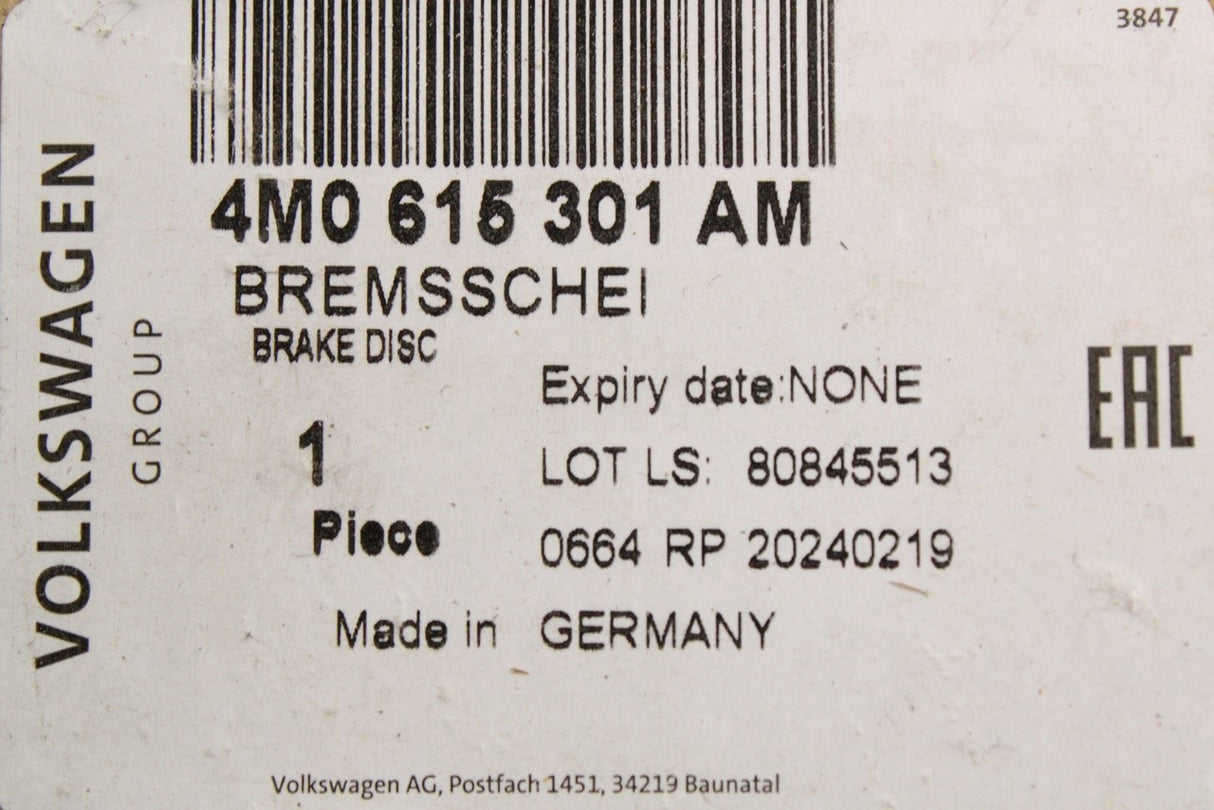 3847
VOLKSWAGEN
GROUP
4M0 615 301 AM
BREMSSCHEI
BRAKE DISC
Expiry date:NONE
1
LOT LS: 80845513
Piece
0664 RP 20240219
Made in GERMANY
EAC
Volkswagen AG, Postfach 1451, 34219 Baunatal